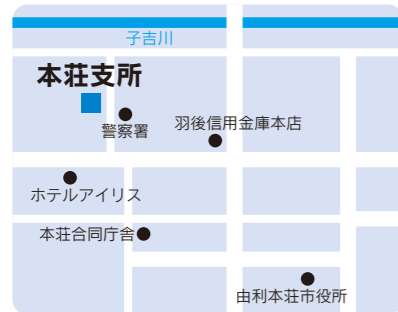 子吉川
本荘支所
警察署
羽後信用金庫本店
ホテルアイリス
本荘合同庁舎
由利本荘市役所